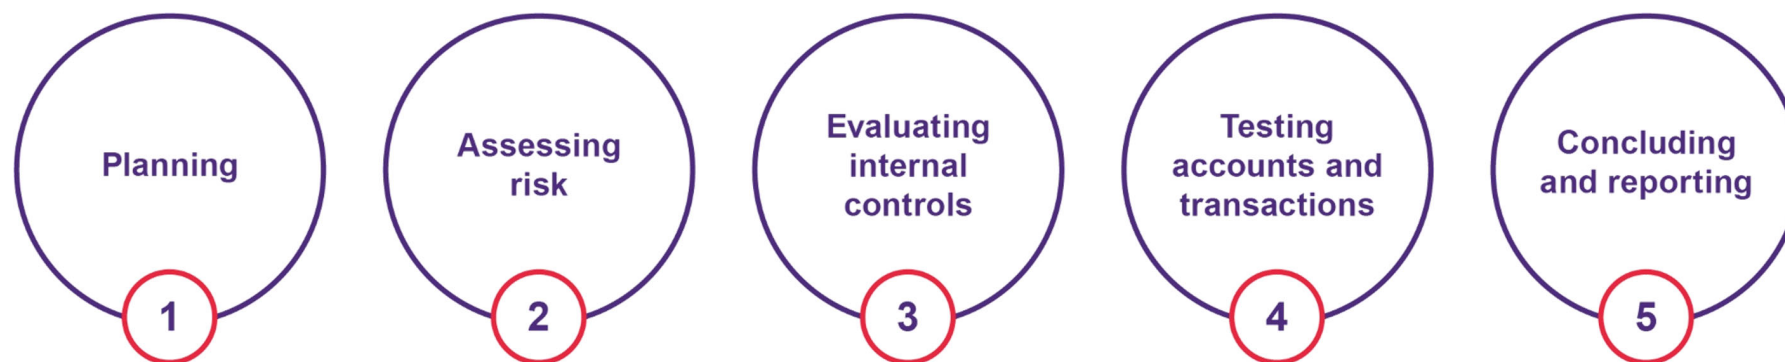 Planning
1
Assessing
risk
2
Evaluating
internal
controls
3
Testing
accounts and
transactions
4
Concluding
and reporting
5